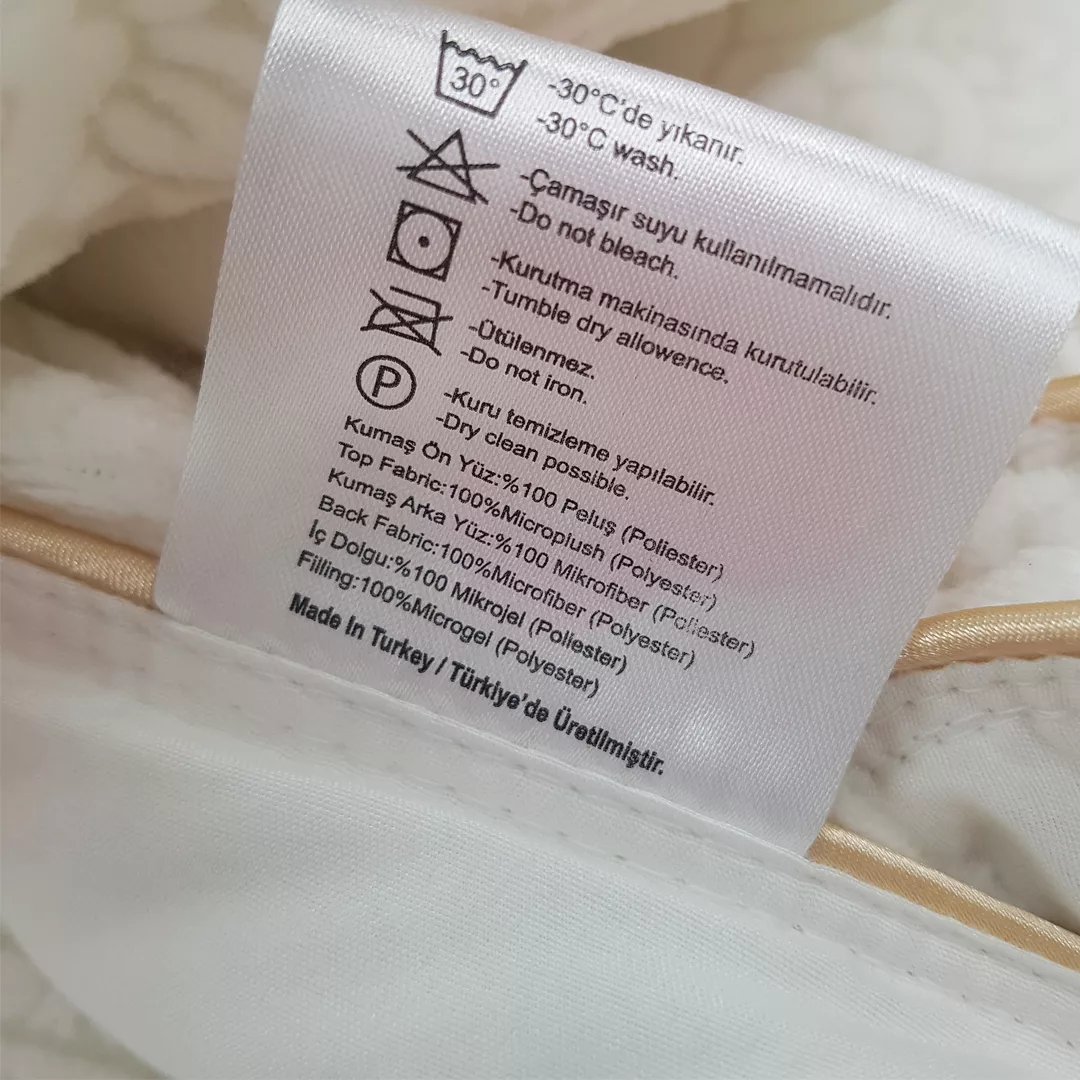 30°
-30°C'de yıkanır.
-30°C wash.
-Çamaşır suyu kullanılmamalıdır.
-Do not bleach.
-Kurutma makinasında kurutulabilir.
-Tumble dry allowence.
-Ütülenmez.
-Do not iron.
P
-Kuru temizleme yapılabilir.
-Dry clean possible.
Kumaş Ön Yüz:%100 Peluş (Poliester)
Top Fabric:100%Microplush (Polyester)
Kumaş Arka Yüz:%100 Mikrofiber (Poliester)
Back Fabric:100%Microfiber (Polyester)
İç Dolgu:%100 Mikrojel (Poliester)
Filling:100%Microgel (Polyester)
Made In Turkey / Türkiye'de Üretilmiştir.